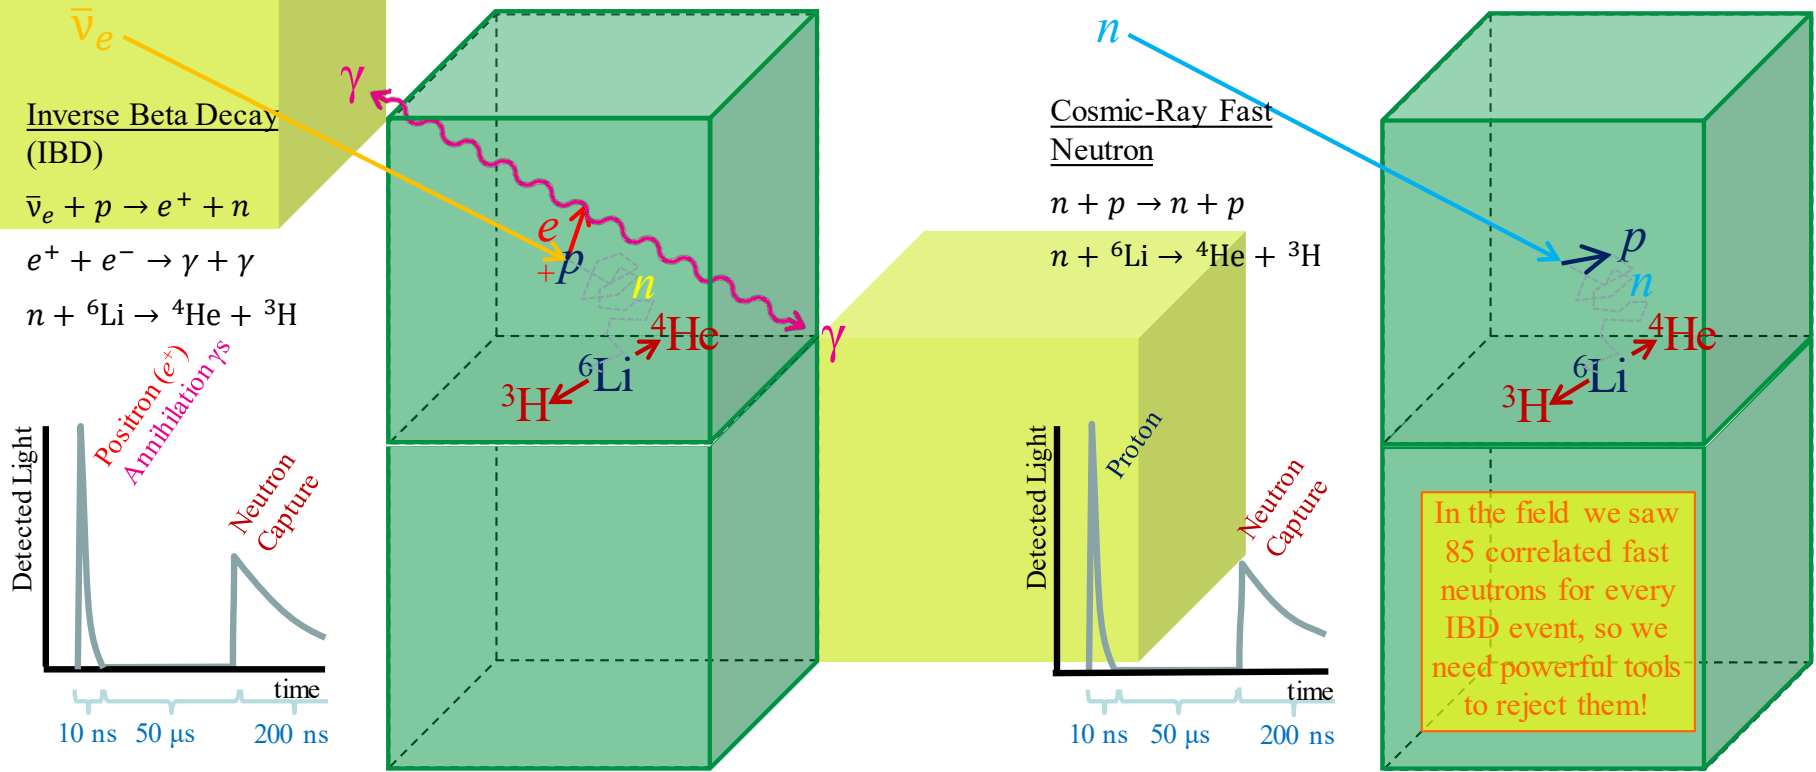 ν̅e
Inverse Beta Decay
(IBD)
ν̅e + p → e⁺ + n
e⁺ + e⁻ → γ + γ
n + ⁶Li → ⁴He + ³H
γ
e
+
p
n
⁴He
γ
⁶Li
³H
Positron (e⁺)
Annihilation γs
Neutron
Capture
Detected Light
time
10 ns 50 μs 200 ns
n
Cosmic-Ray Fast
Neutron
n + p → n + p
n + ⁶Li → ⁴He + ³H
p
n
⁴He
⁶Li
³H
Proton
Neutron
Capture
Detected Light
time
10 ns 50 μs 200 ns
In the field we saw
85 correlated fast
neutrons for every
IBD event, so we
need powerful tools
to reject them!